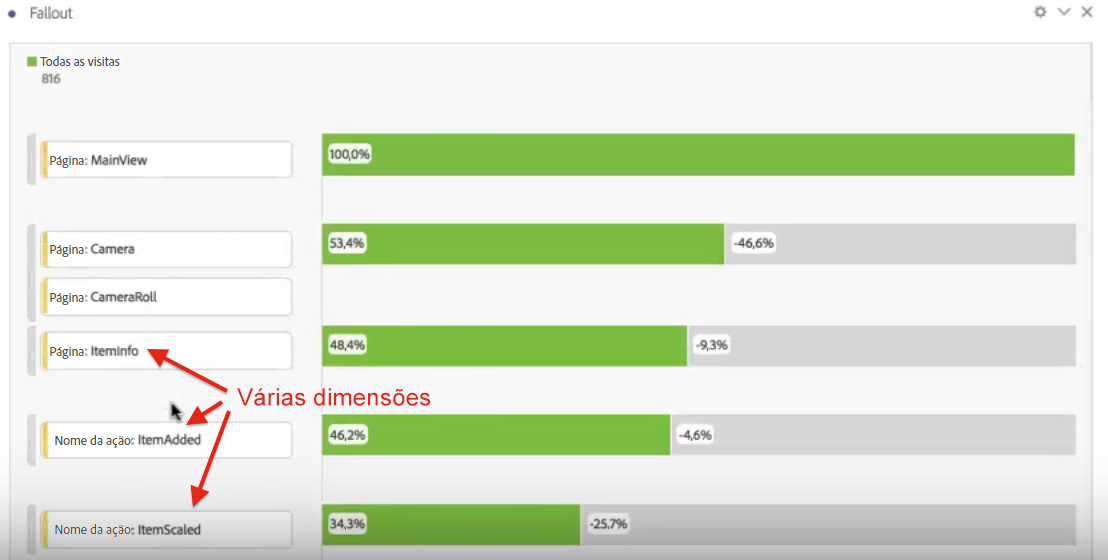 Fallout
Todas as visitas
816
Página: MainView
100,0%
Página: Camera
53,4%
-46,6%
Página: CameraRoll
Página: ItemInfo
48,4%
-9,3%
Várias dimensões
Nome da ação: ItemAdded
46,2%
-4,6%
Nome da ação: ItemScaled
34,3%
-25.7%